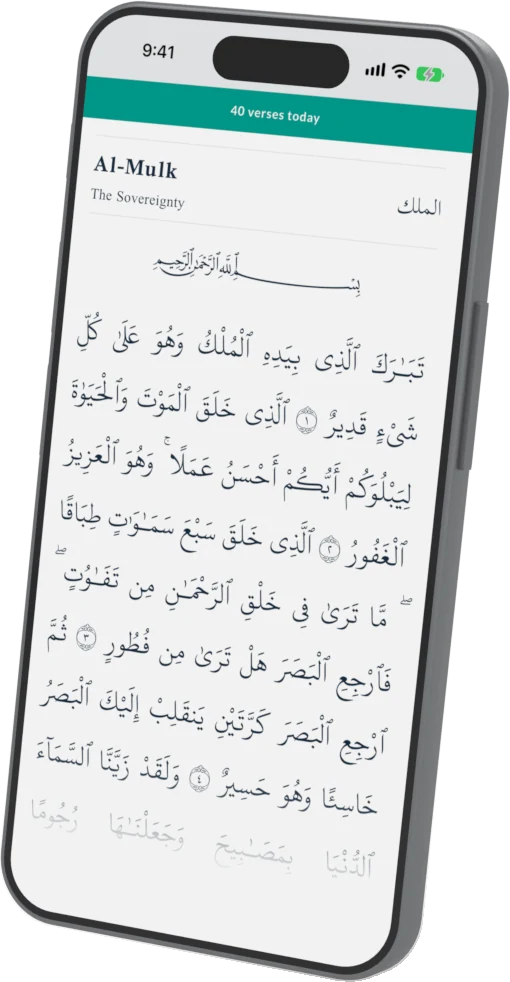 9:41
40 verses today
Al-Mulk
The Sovereignty
الملك
بِسْمِ ٱللَّهِ ٱلرَّحْمَٰنِ ٱلرَّحِيمِ
تَبَـٰرَكَ ٱلَّذِى بِيَدِهِ ٱلْمُلْكُ وَهُوَ عَلَىٰ كُلِّ
شَىْءٍ قَدِيرٌ ١ ٱلَّذِى خَلَقَ ٱلْمَوْتَ وَٱلْحَيَوٰةَ
لِيَبْلُوَكُمْ أَيُّكُمْ أَحْسَنُ عَمَلًا ۚ وَهُوَ ٱلْعَزِيزُ
ٱلْغَفُورُ ٢ ٱلَّذِى خَلَقَ سَبْعَ سَمَـٰوَٰتٍ طِبَاقًا
ۖ مَّا تَرَىٰ فِى خَلْقِ ٱلرَّحْمَـٰنِ مِن تَفَـٰوُتٍ ۖ
فَٱرْجِعِ ٱلْبَصَرَ هَلْ تَرَىٰ مِن فُطُورٍ ٣ ثُمَّ
ٱرْجِعِ ٱلْبَصَرَ كَرَّتَيْنِ يَنقَلِبْ إِلَيْكَ ٱلْبَصَرُ
خَاسِئًا وَهُوَ حَسِيرٌ ٤ وَلَقَدْ زَيَّنَّا ٱلسَّمَآءَ
ٱلدُّنْيَا بِمَصَـٰبِيحَ وَجَعَلْنَـٰهَا رُجُومًا